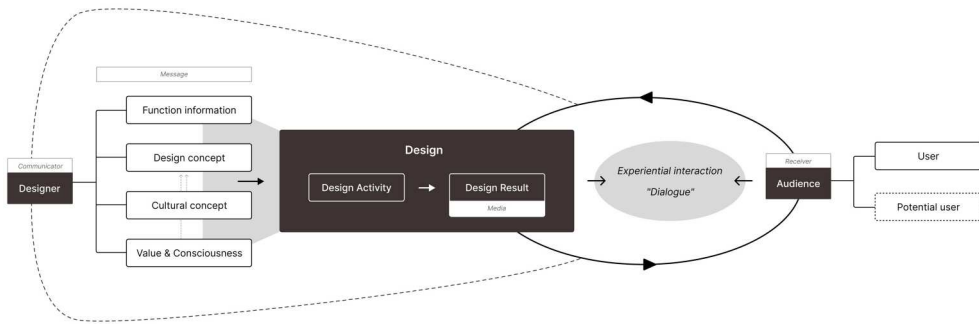 Message
Function information
Design concept
Cultural concept
Value & Consciousness
Communicator
Designer
Design
Design Activity
Design Result
Media
Experiential interaction
"Dialogue"
Receiver
Audience
User
Potential user